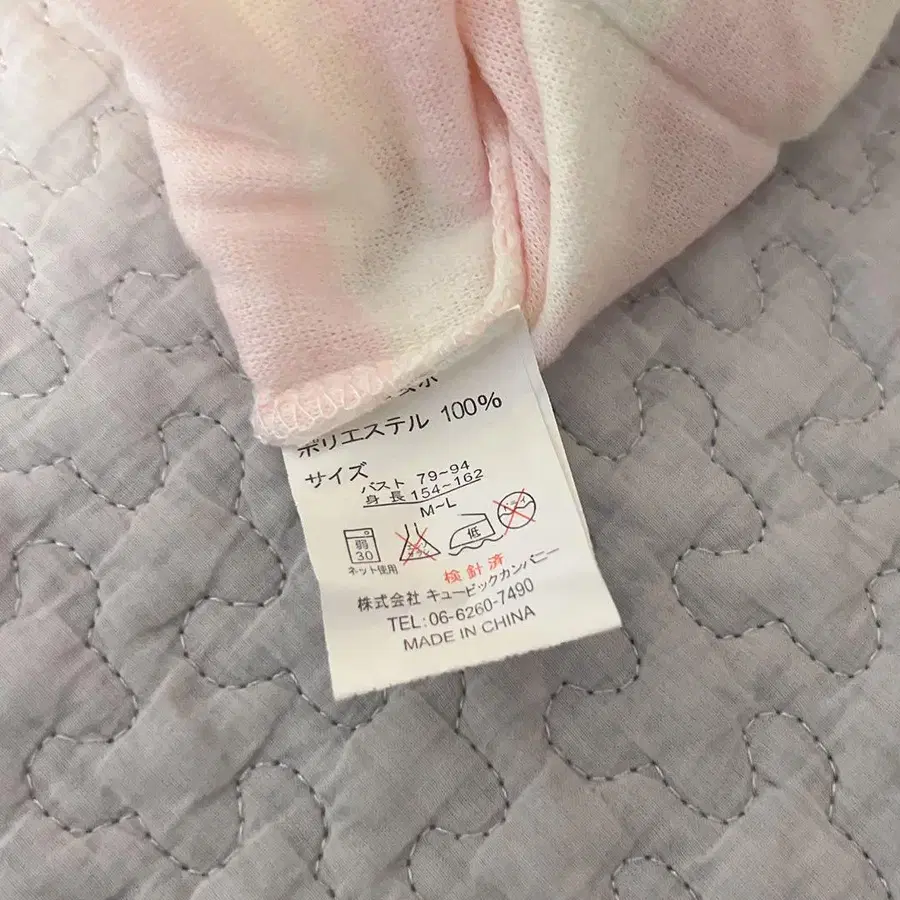 ポリエステル 100%
サイズ
バスト 79~94
身長 154~162
M~L
弱
30
ネット使用
低
検針済
株式会社 キュービックカンパニー
TEL:06-6260-7490
MADE IN CHINA